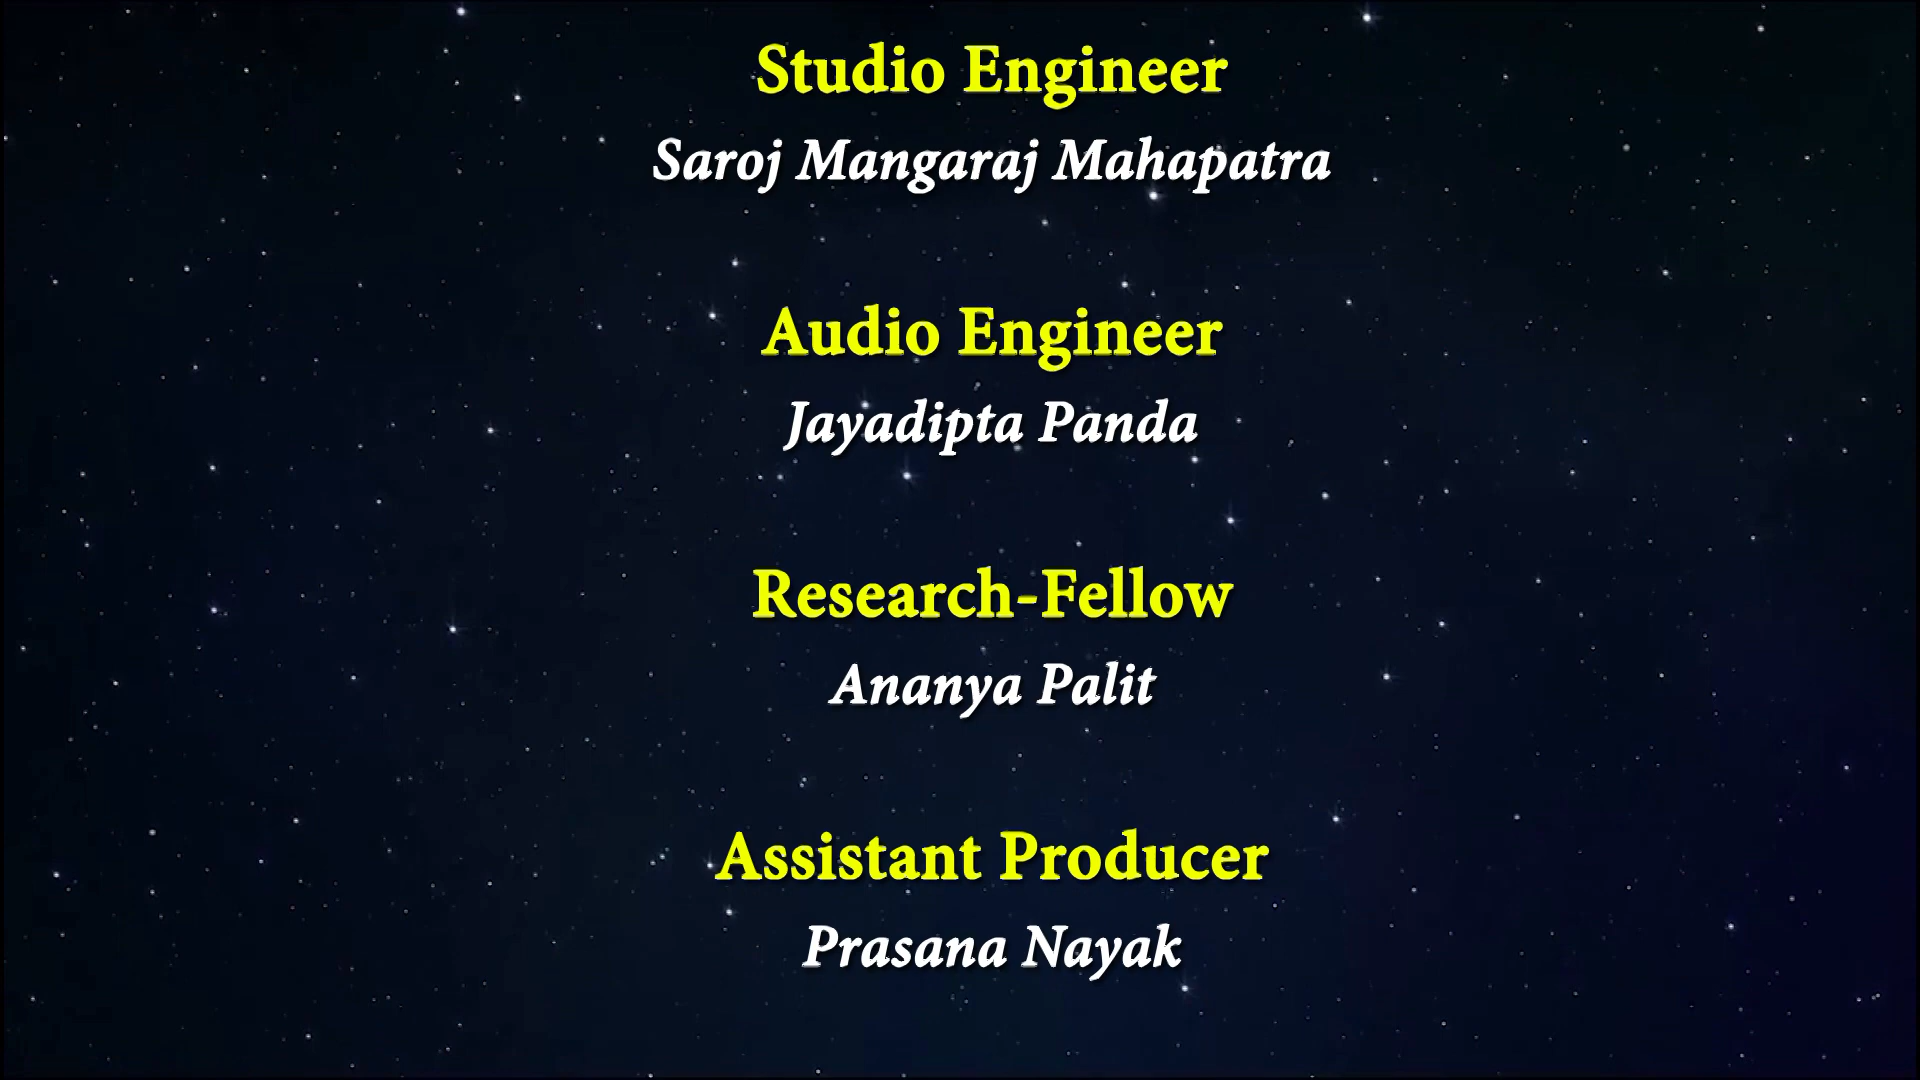 Studio Engineer
Saroj Mangaraj Mahapatra
Audio Engineer
Jayadipta Panda
Research-Fellow
Ananya Palit
Assistant Producer
Prasana Nayak